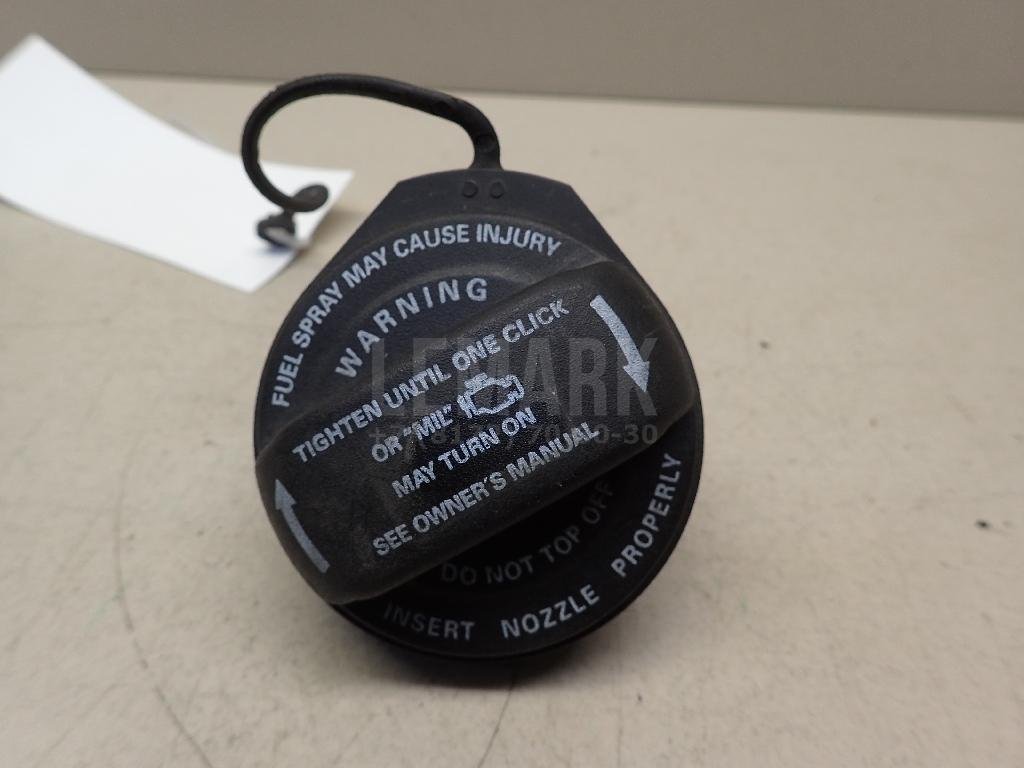 FUEL SPRAY MAY CAUSE INJURY
WARNING
TIGHTEN UNTIL ONE CLICK
OR "MIL"
MAY TURN ON
SEE OWNER'S MANUAL
DO NOT TOP OFF
INSERT NOZZLE PROPERLY
LEMARK